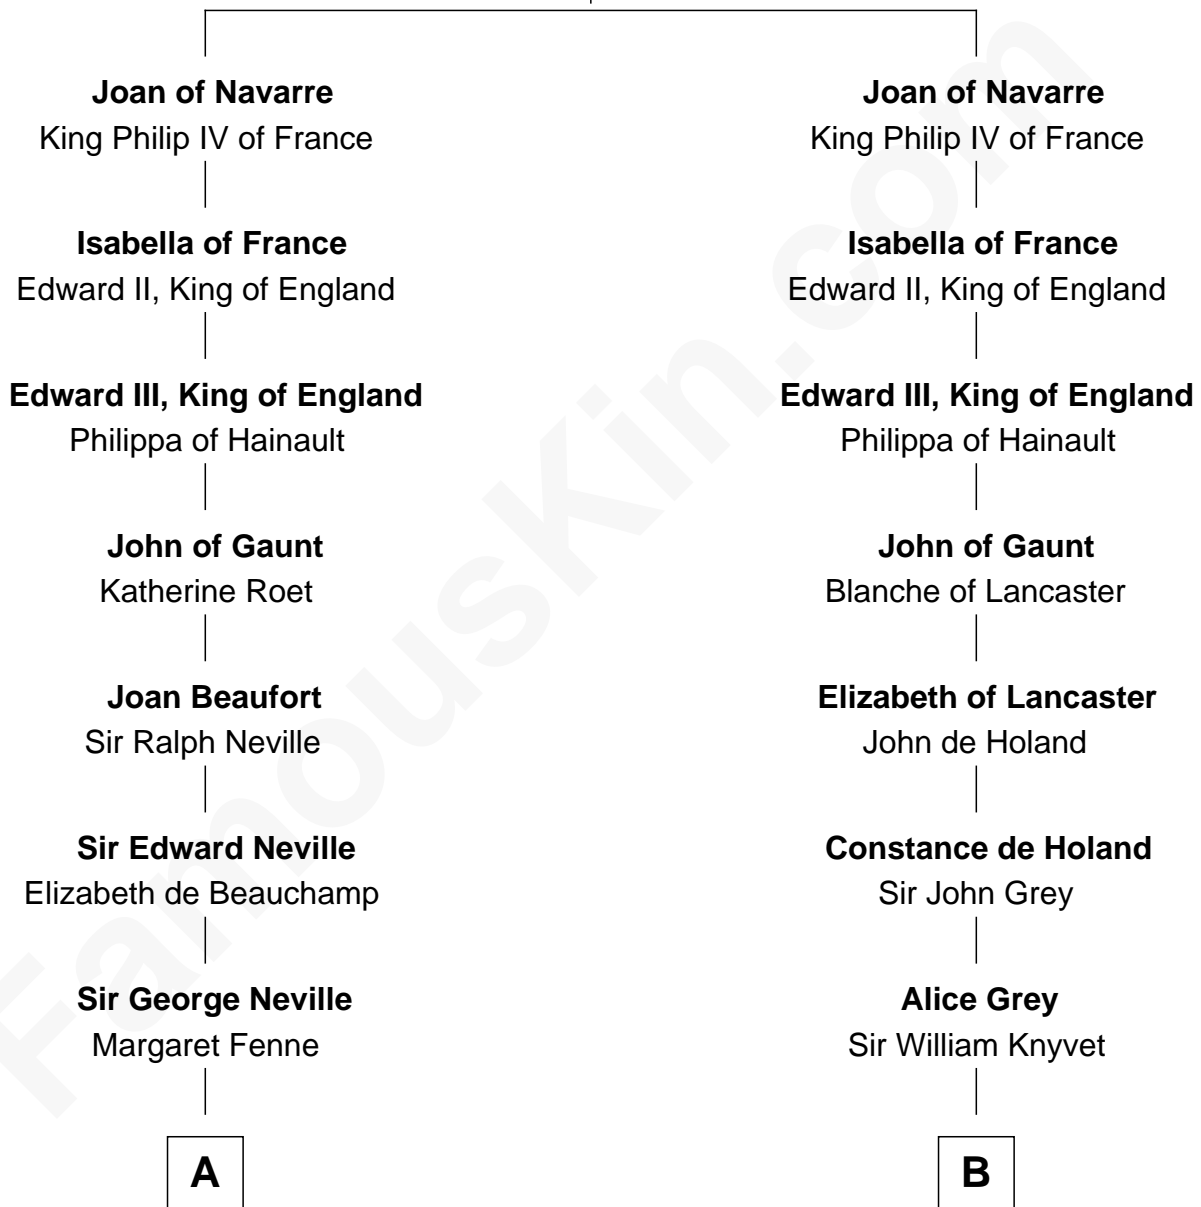 Joan of Navarre
King Philip IV of France
Isabella of France
Edward II, King of England
Edward III, King of England
Philippa of Hainault
John of Gaunt
Katherine Roet
Joan Beaufort
Sir Ralph Neville
Sir Edward Neville
Elizabeth de Beauchamp
Sir George Neville
Margaret Fenne
A
Joan of Navarre
King Philip IV of France
Isabella of France
Edward II, King of England
Edward III, King of England
Philippa of Hainault
John of Gaunt
Blanche of Lancaster
Elizabeth of Lancaster
John de Holand
Constance de Holand
Sir John Grey
Alice Grey
Sir William Knyvet
B
FamousKin.com